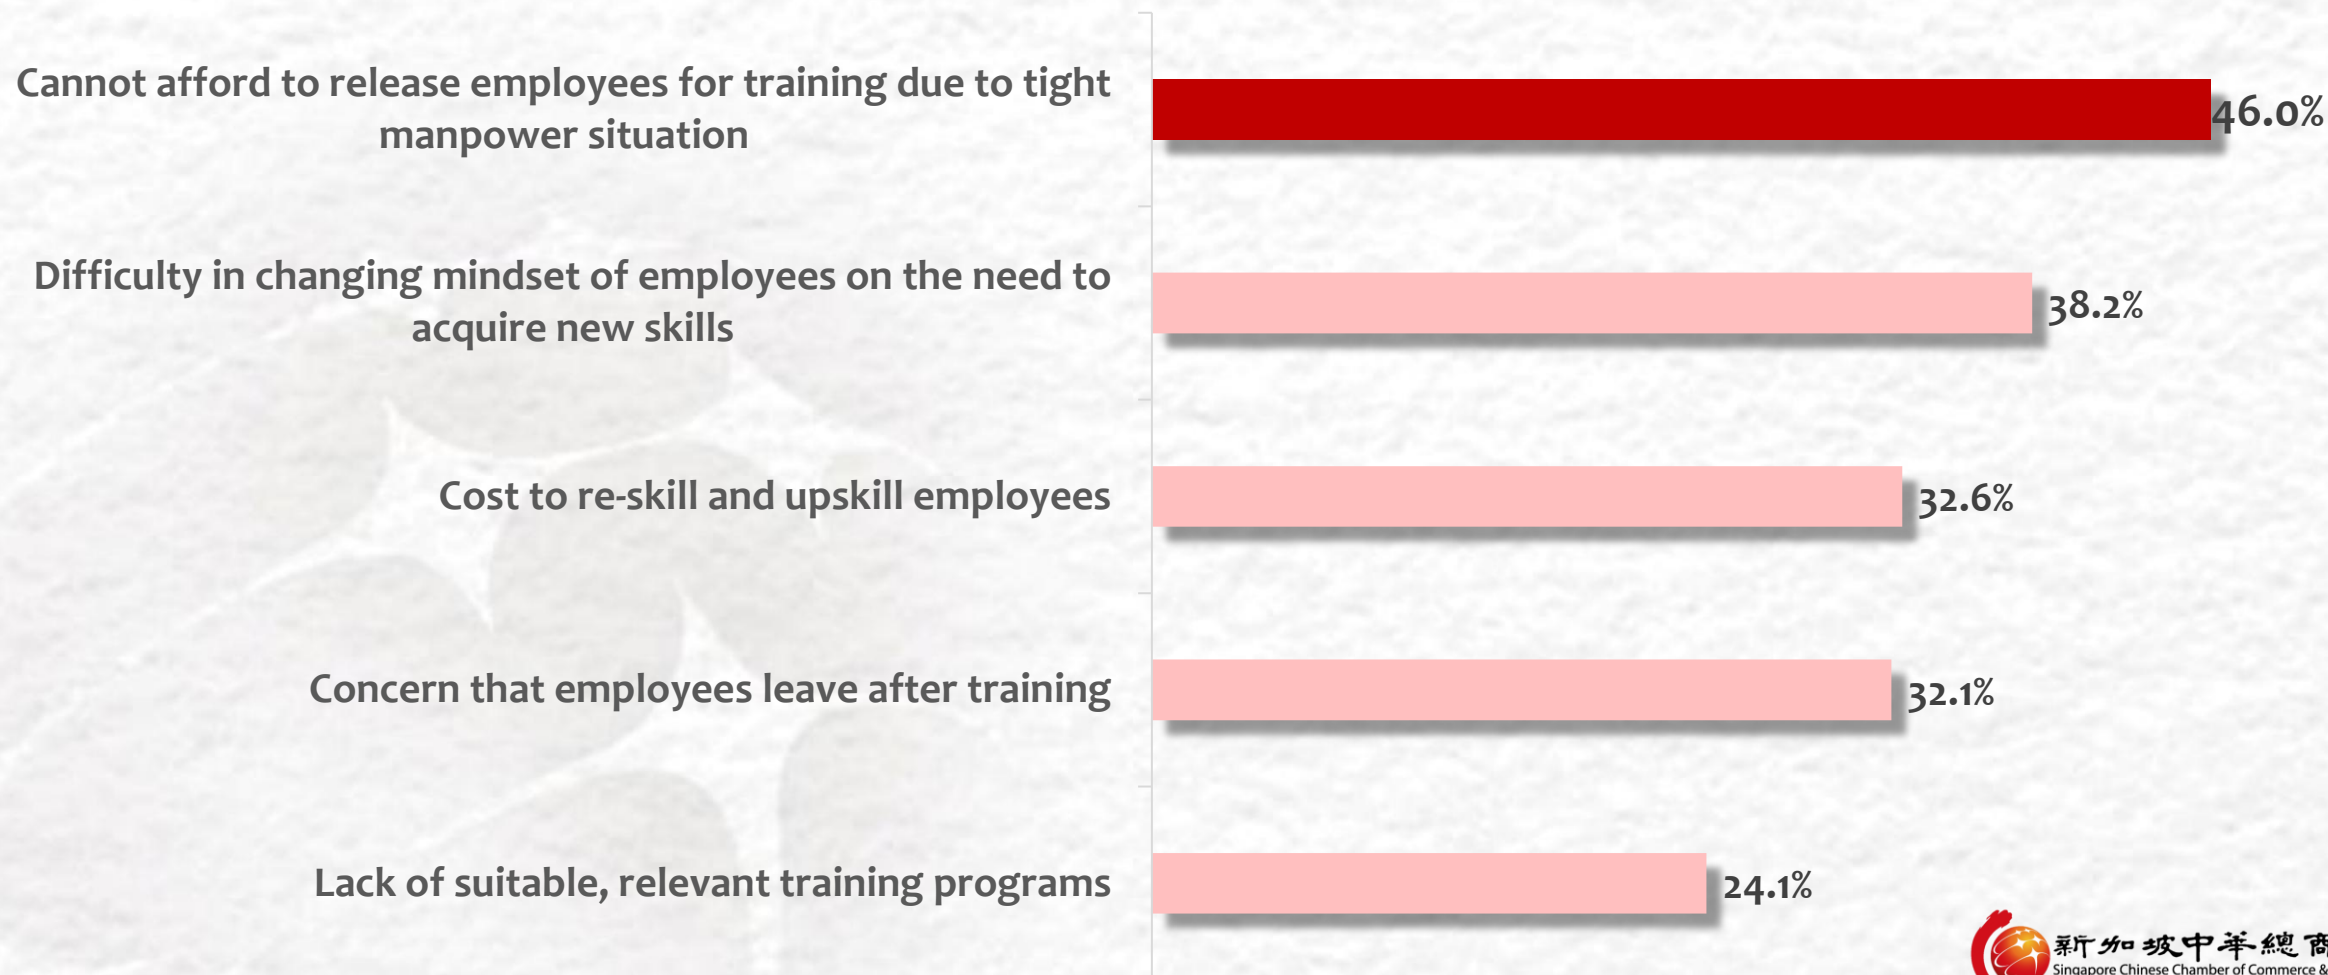 Cannot afford to release employees for training due to tight
manpower situation
46.0%
Difficulty in changing mindset of employees on the need to
acquire new skills
38.2%
Cost to re-skill and upskill employees
32.6%
Concern that employees leave after training
32.1%
Lack of suitable, relevant training programs
24.1%
新加坡中華總商
Singapore Chinese Chamber of Commerce &